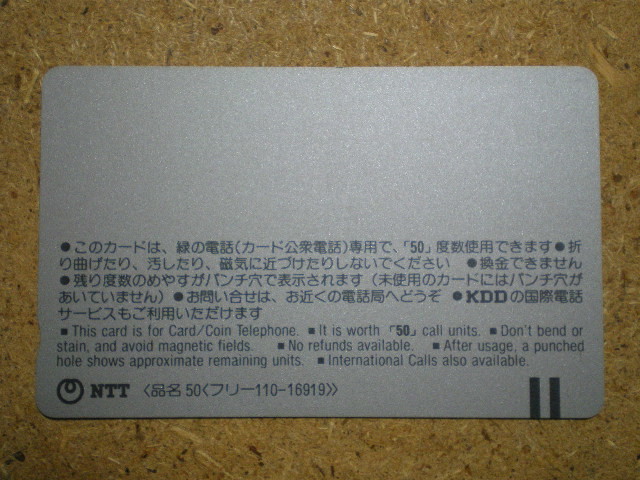 ●このカードは、緑の電話(カード公衆電話)専用で、「50」度数使用できます●折
り曲げたり、汚したり、磁気に近づけたりしないでください ●換金できません
●残り度数のめやすがパンチ穴で表示されます(未使用のカードにはパンチ穴が
あいていません)●お問い合せは、お近くの電話局へどうぞ ●KDDの国際電話
サービスもご利用いただけます
■ This card is for Card/Coin Telephone. ■ It is worth 「50」 call units. ■ Don't bend or
stain, and avoid magnetic fields. ■ No refunds available. ■ After usage, a punched
hole shows approximate remaining units. ■ International Calls also available.
NTT 〈品名 50〈フリー110-16919〉〉